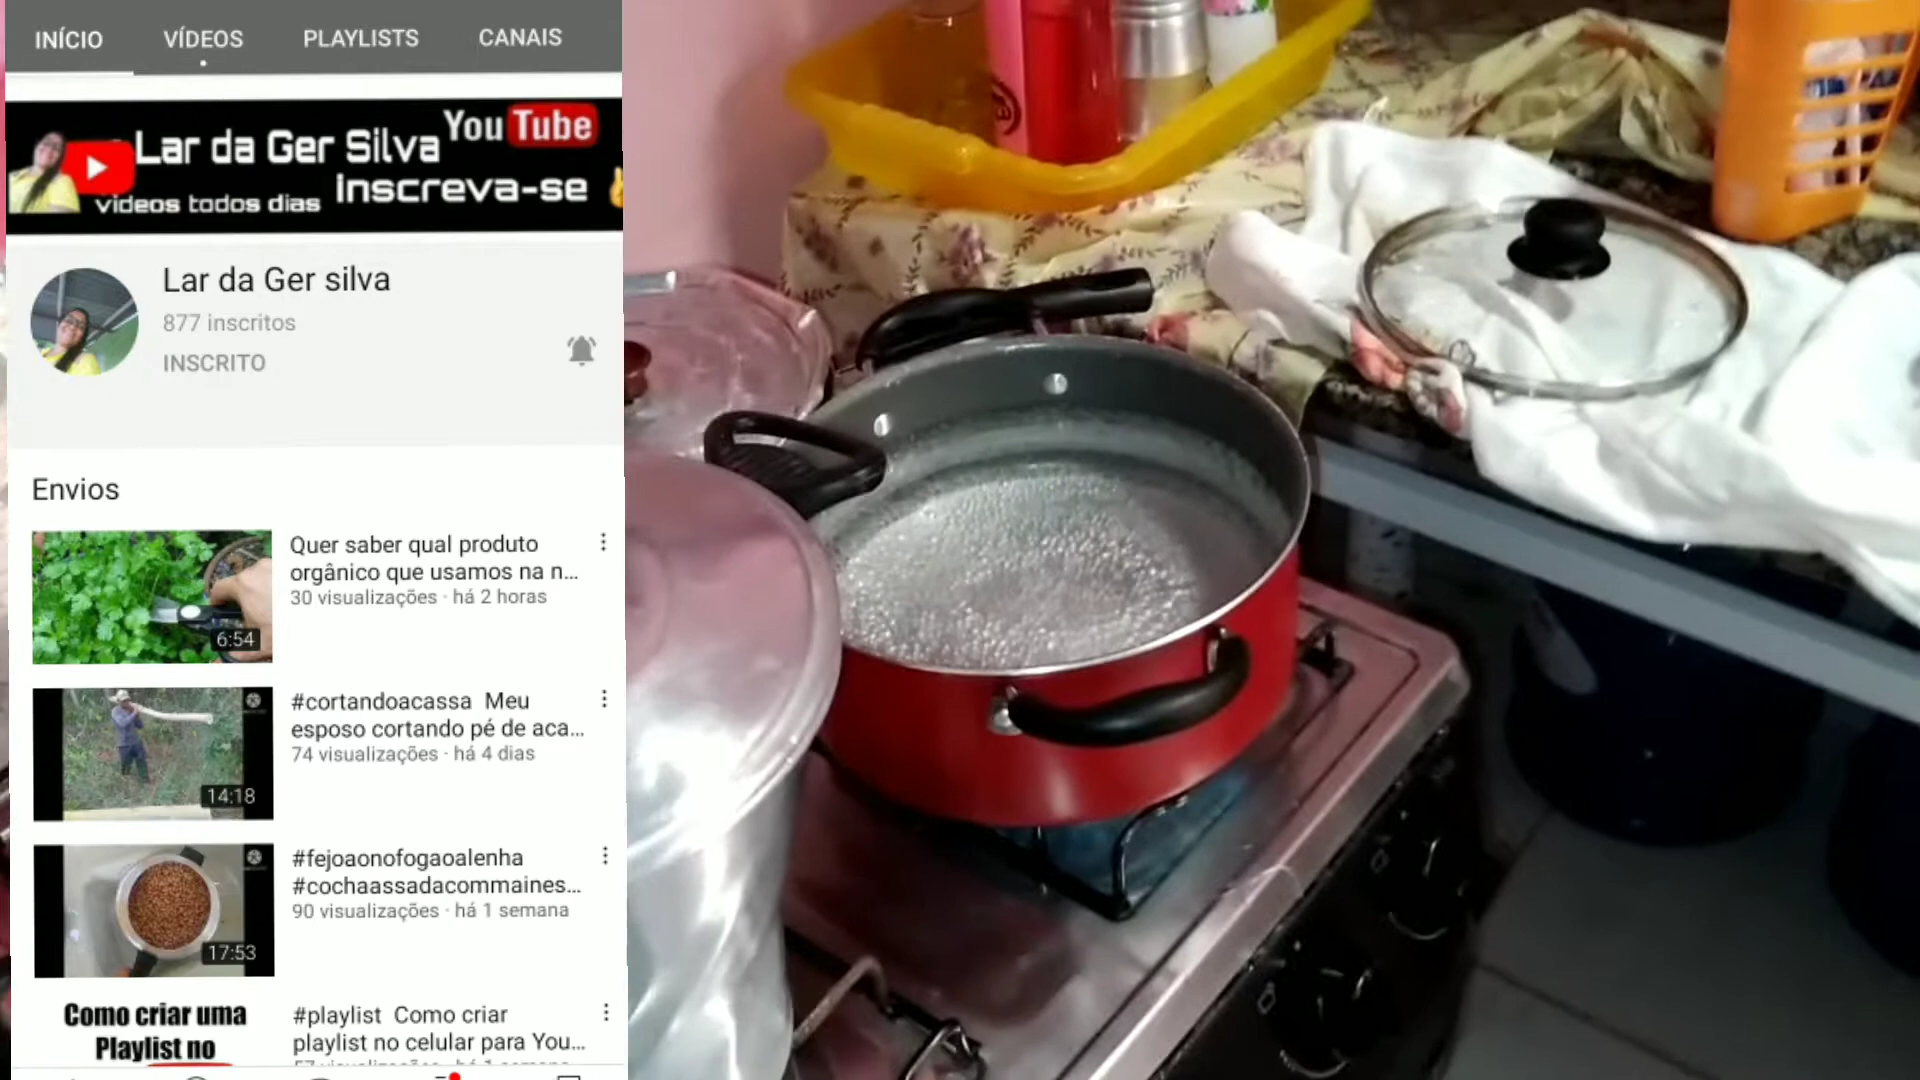 INÍCIO VÍDEOS PLAYLISTS CANAIS
Lar da Ger Silva YouTube
videos todos dias Inscreva-se
Lar da Ger silva
877 inscritos
INSCRITO
Envios
Quer saber qual produto
orgânico que usamos na n...
30 visualizações · há 2 horas
6:54
#cortandoacassa Meu
esposo cortando pé de aca...
74 visualizações · há 4 dias
14:18
#fejoaonofogaoalenha
#cochaassadacommaines...
90 visualizações · há 1 semana
17:53
Como criar uma
Playlist no
#playlist Como criar
playlist no celular para You...